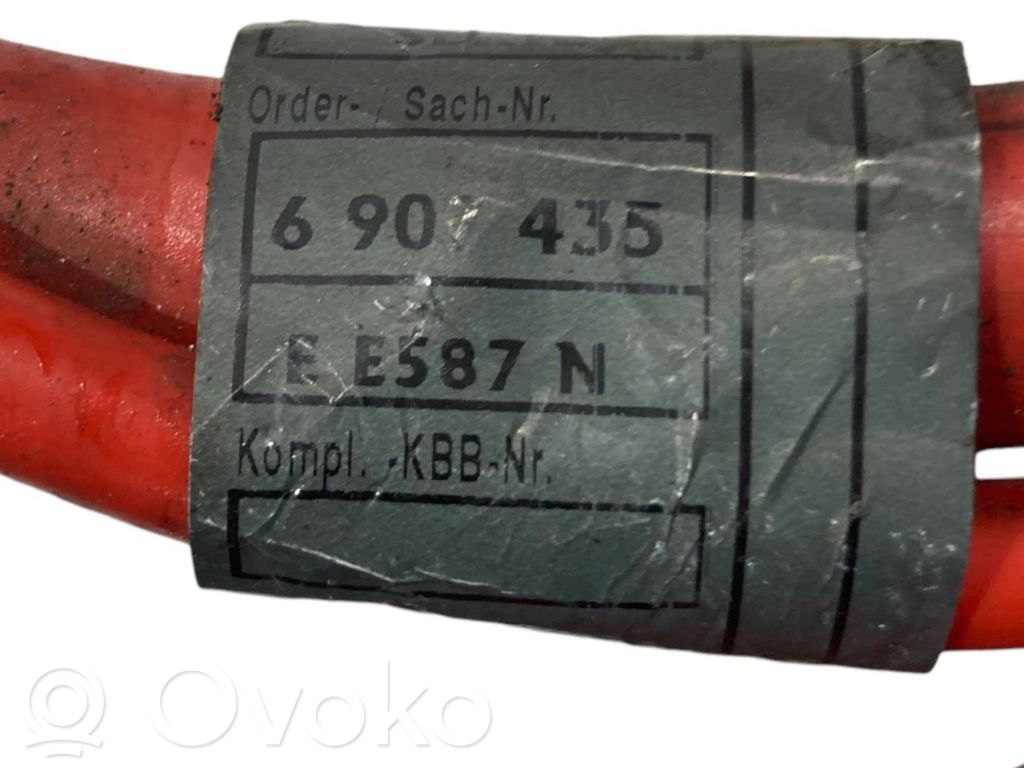 Order-, Sach-Nr.
6 907 435
E E587 N
Kompl. -KBB-Nr.
Ovoko